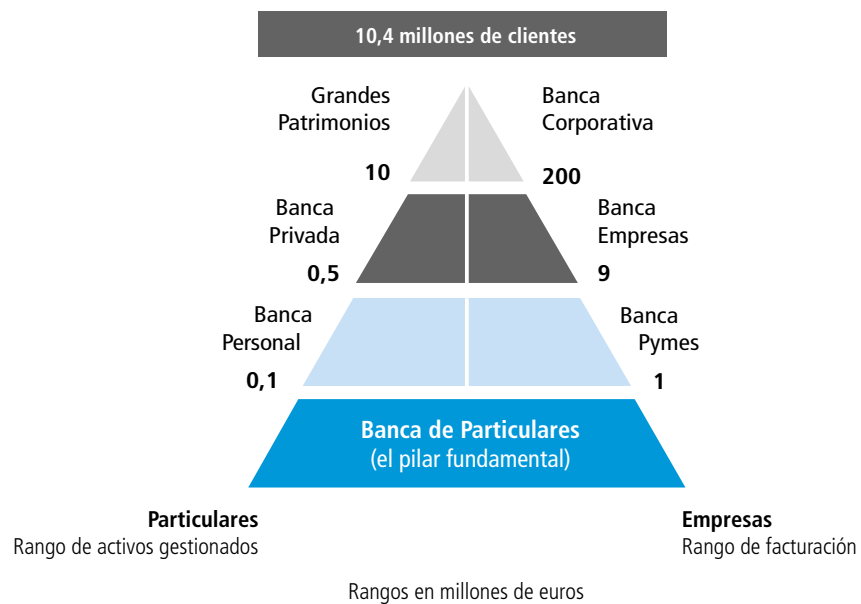 10,4 millones de clientes
Grandes
Patrimonios
10
Banca
Corporativa
200
Banca
Privada
0,5
Banca
Empresas
9
Banca
Personal
0,1
Banca
Pymes
1
Banca de Particulares
(el pilar fundamental)
Particulares
Rango de activos gestionados
Empresas
Rango de facturación
Rangos en millones de euros